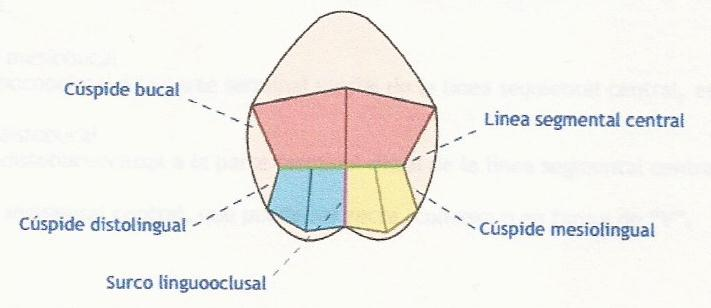 Cúspide bucal
Línea segmental central
Cúspide distolingual
Cúspide mesiolingual
Surco linguooclusal